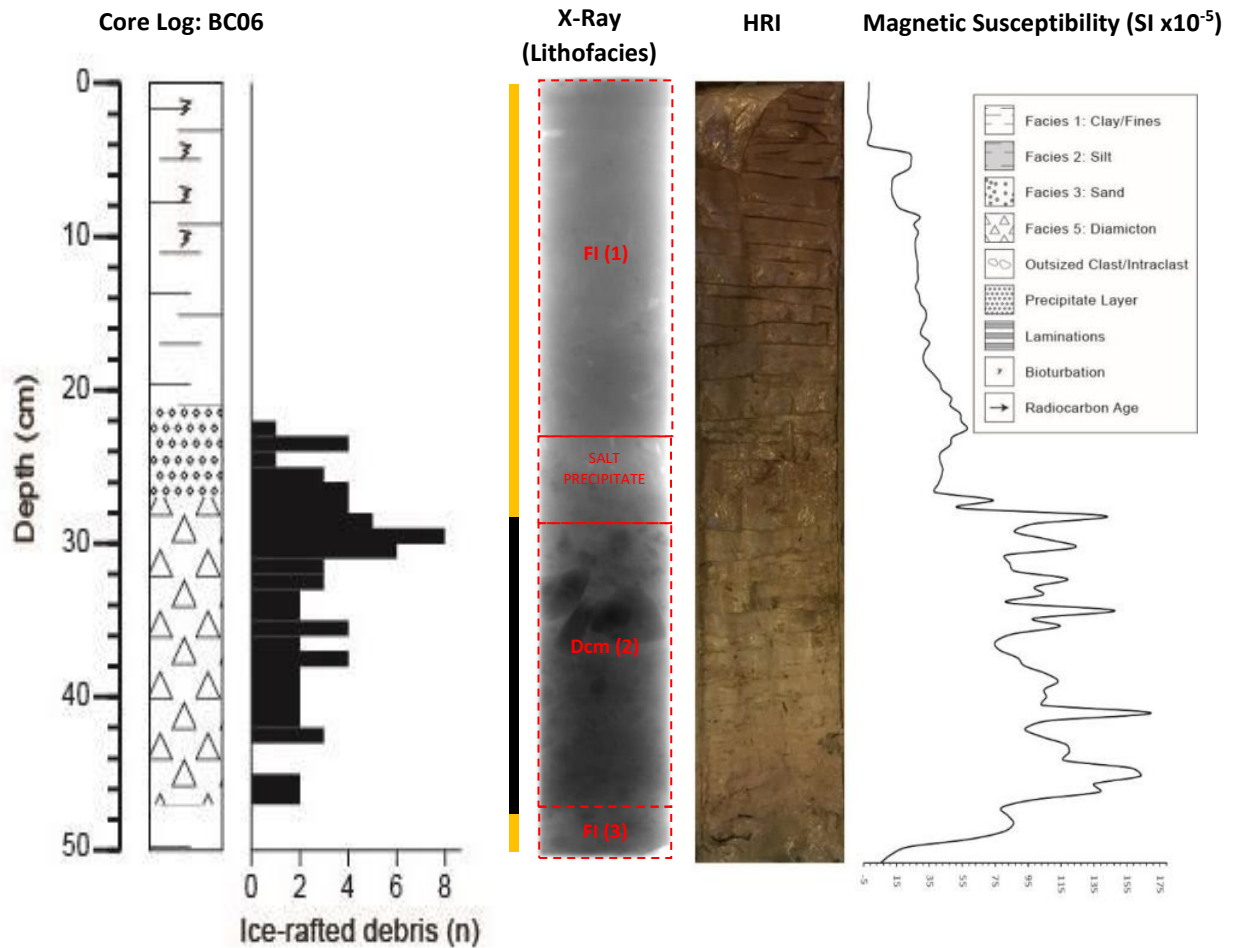 Core Log: BC06
X-Ray
(Lithofacies)
HRI
Magnetic Susceptibility (SI x10-5)
0
10
20
30
40
50
Depth (cm)
0 2 4 6 8
Ice-rafted debris (n)
Fl (1)
SALT
PRECIPITATE
Dcm (2)
Fl (3)
Facies 1: Clay/Fines
Facies 2: Silt
Facies 3: Sand
Facies 5: Diamicton
Outsized Clast/Intraclast
Precipitate Layer
Laminations
Bioturbation
Radiocarbon Age
-5 15 35 55 75 95 115 135 155 175